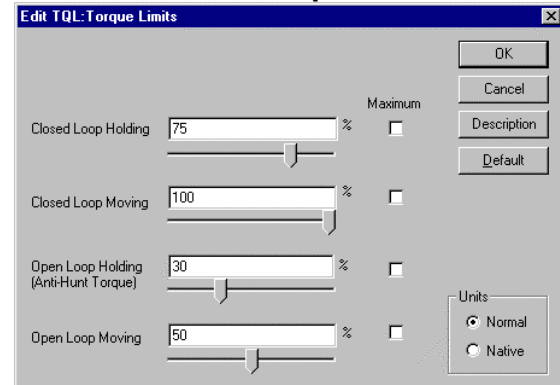 Edit TQL:Torque Limits
OK
Cancel
Maximum
Description
Closed Loop Holding 75 %
Default
Closed Loop Moving 100 %
Open Loop Holding 30 %
(Anti-Hunt Torque)
Units
Normal
Open Loop Moving 50 %
Native